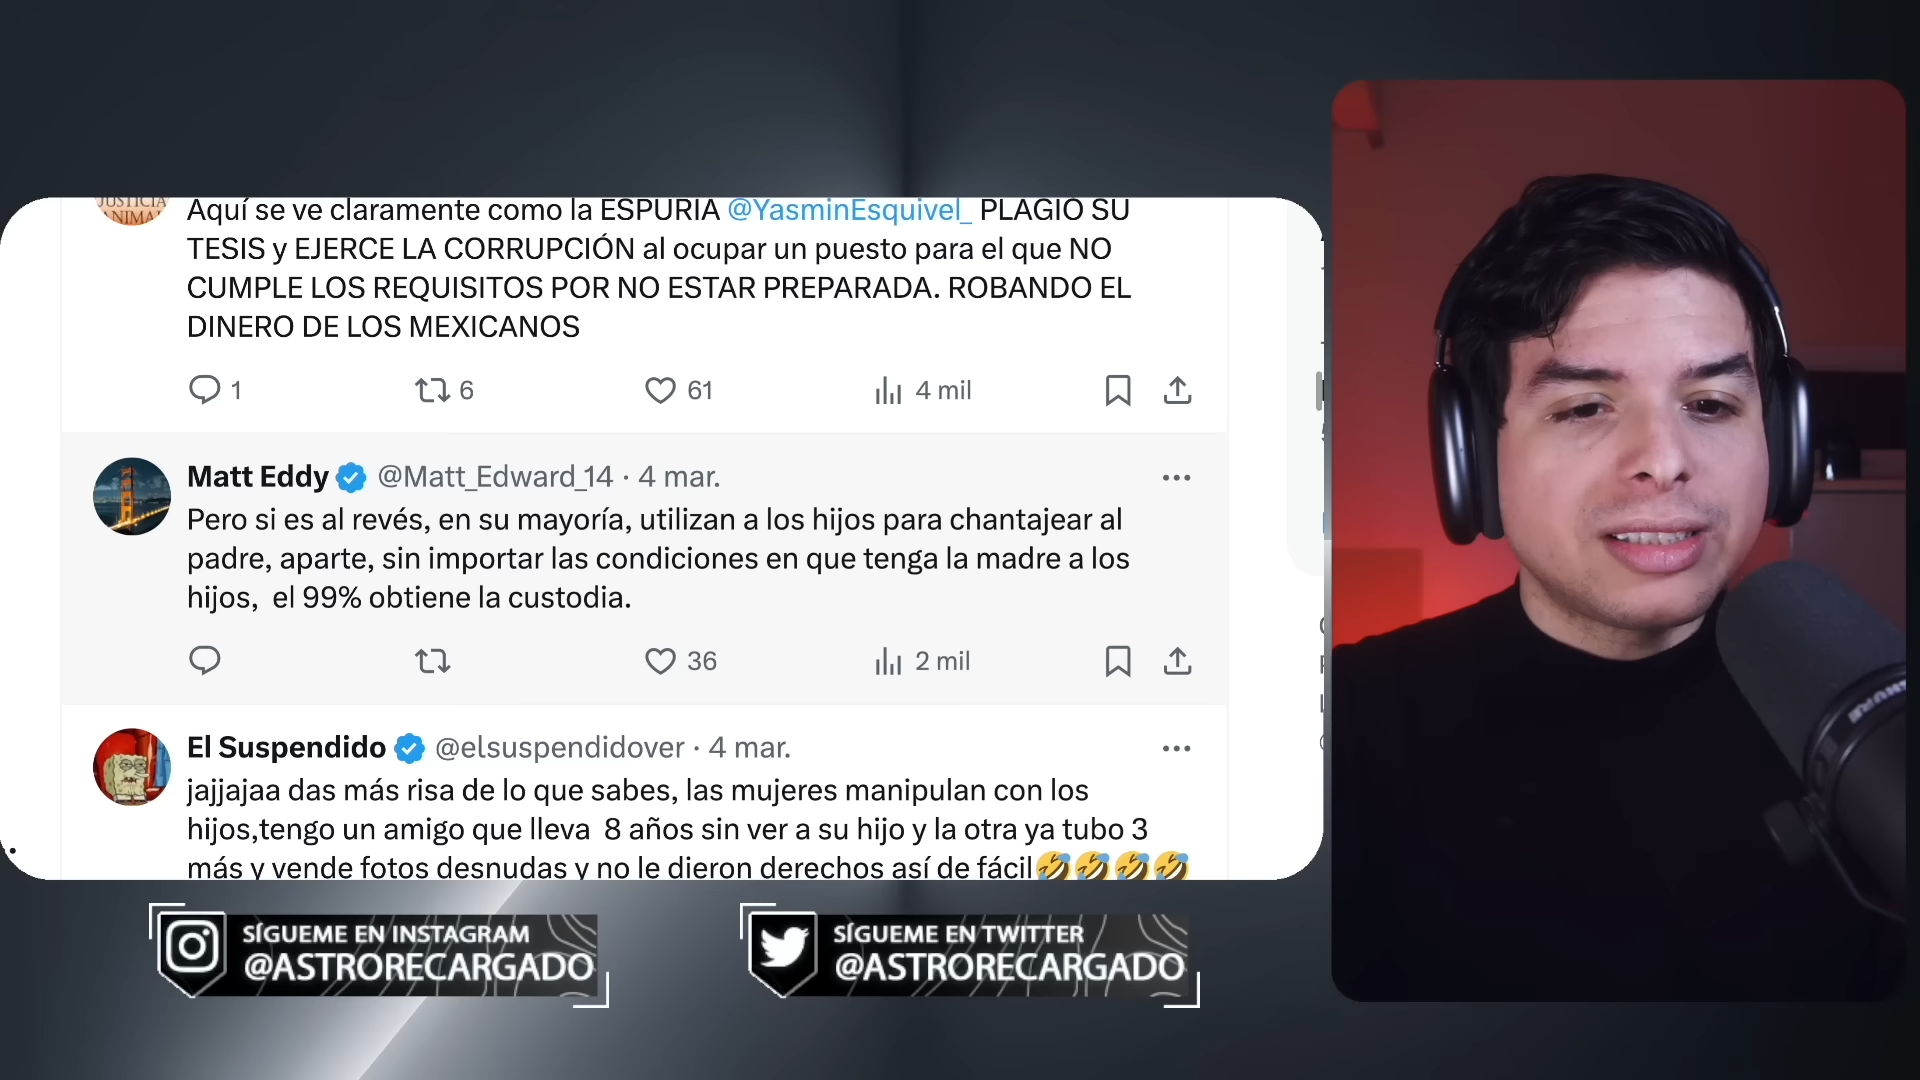 JUSTICIA
ANIMAL
Aquí se ve claramente como la ESPURIA @YasminEsquivel_ PLAGIÓ SU
TESIS y EJERCE LA CORRUPCIÓN al ocupar un puesto para el que NO
CUMPLE LOS REQUISITOS POR NO ESTAR PREPARADA. ROBANDO EL
DINERO DE LOS MEXICANOS
1 6 61 4 mil
Matt Eddy @Matt_Edward_14 · 4 mar.
Pero si es al revés, en su mayoría, utilizan a los hijos para chantajear al
padre, aparte, sin importar las condiciones en que tenga la madre a los
hijos, el 99% obtiene la custodia.
36 2 mil
El Suspendido @elsuspendidover · 4 mar.
jajjajaa das más risa de lo que sabes, las mujeres manipulan con los
hijos,tengo un amigo que lleva 8 años sin ver a su hijo y la otra ya tubo 3
más y vende fotos desnudas y no le dieron derechos así de fácil🤣🤣🤣🤣
SÍGUEME EN INSTAGRAM
@ASTRORECARGADO
SÍGUEME EN TWITTER
@ASTRORECARGADO